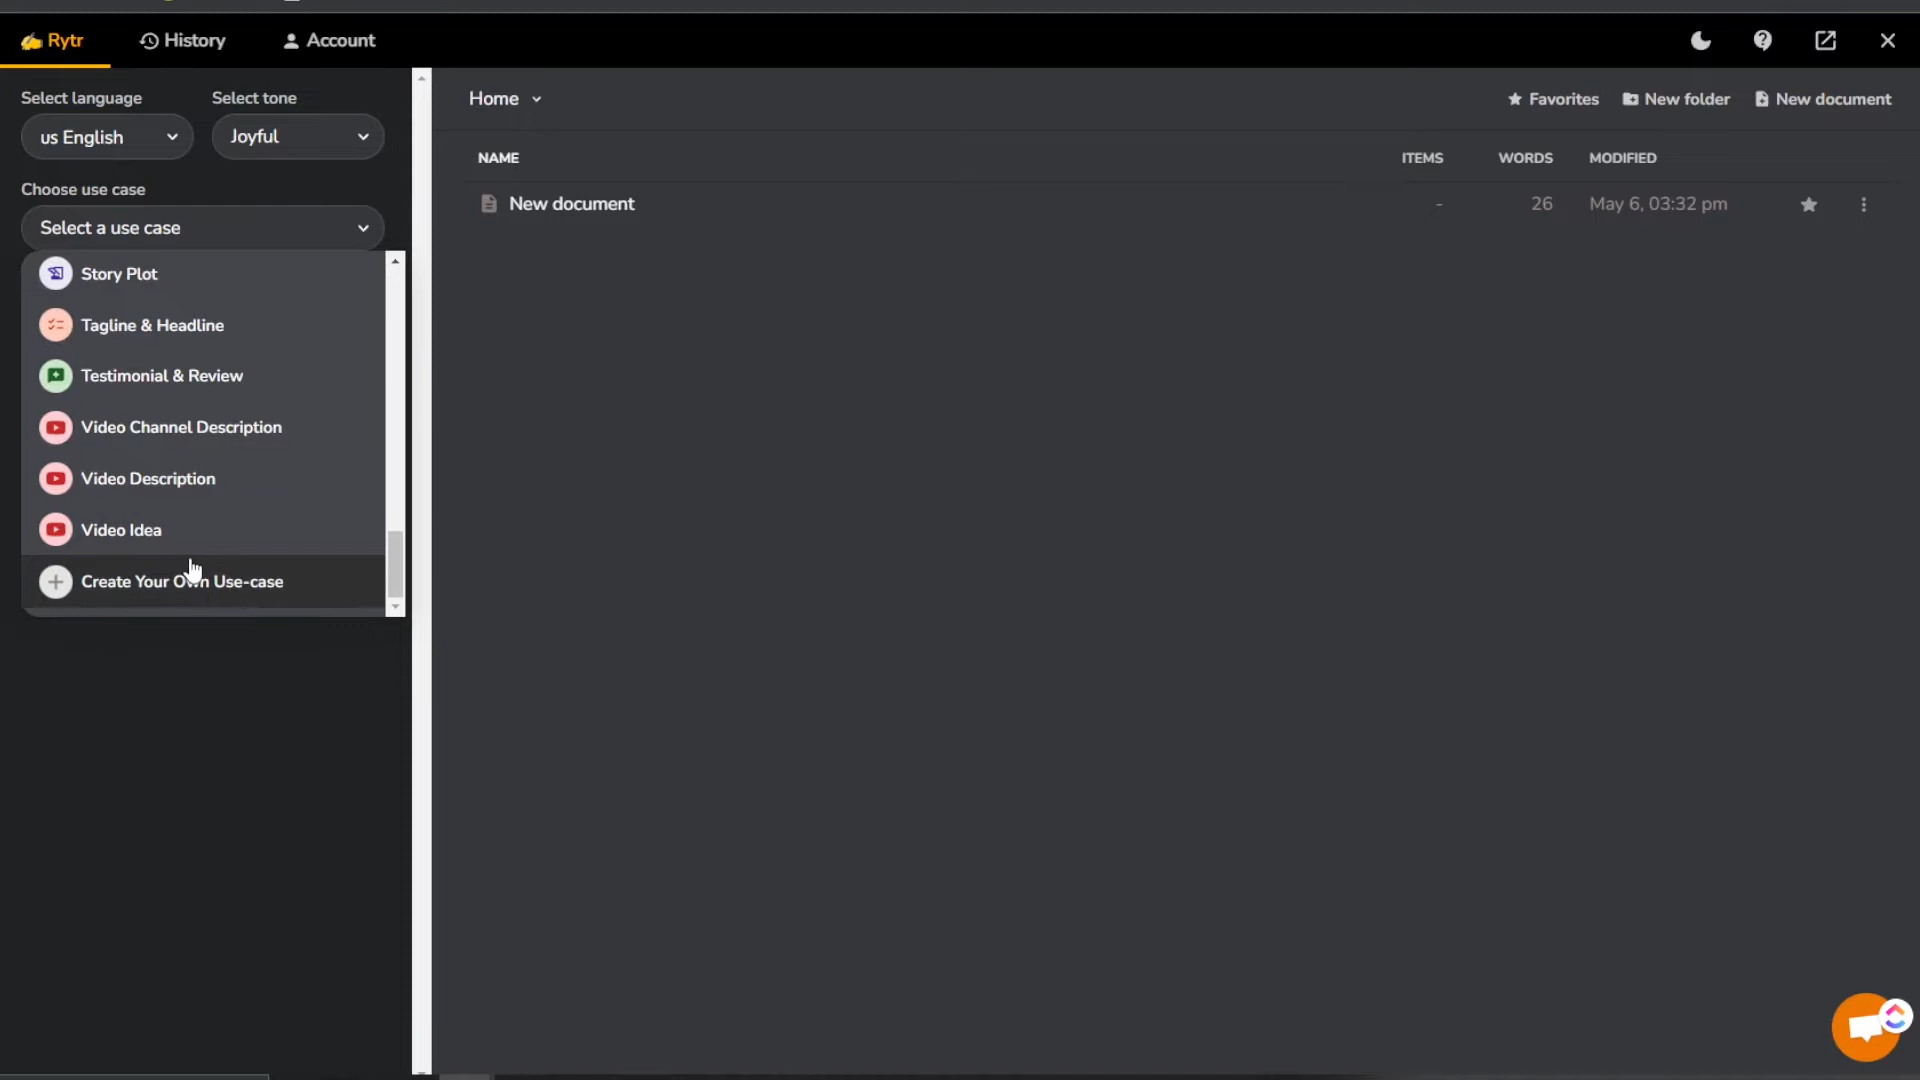 Rytr
History
Account
Select language
Select tone
us English
Joyful
Choose use case
Select a use case
Story Plot
Tagline & Headline
Testimonial & Review
Video Channel Description
Video Description
Video Idea
Create Your Own Use-case
Home
Favorites
New folder
New document
NAME
ITEMS
WORDS
MODIFIED
New document
-
26
May 6, 03:32 pm